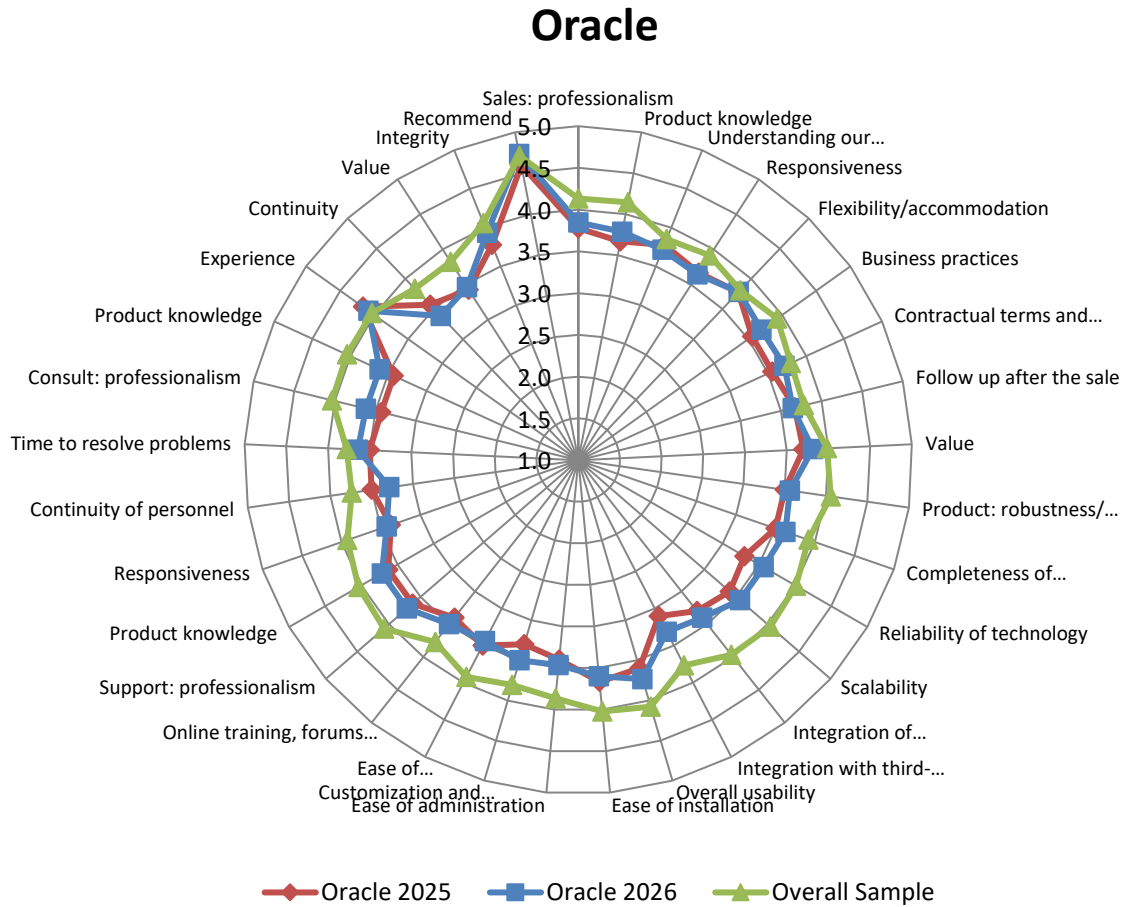 Oracle
Sales: professionalism
Product knowledge
Understanding our...
Responsiveness
Flexibility/accommodation
Business practices
Contractual terms and...
Follow up after the sale
Value
Product: robustness/...
Completeness of...
Reliability of technology
Scalability
Integration of...
Integration with third-...
Overall usability
Ease of installation
Ease of administration
Customization and...
Ease of...
Online training, forums...
Support: professionalism
Product knowledge
Responsiveness
Continuity of personnel
Time to resolve problems
Consult: professionalism
Product knowledge
Experience
Continuity
Value
Integrity
Recommend
5.0
4.5
4.0
3.5
3.0
2.5
2.0
1.5
1.0
Oracle 2025
Oracle 2026
Overall Sample